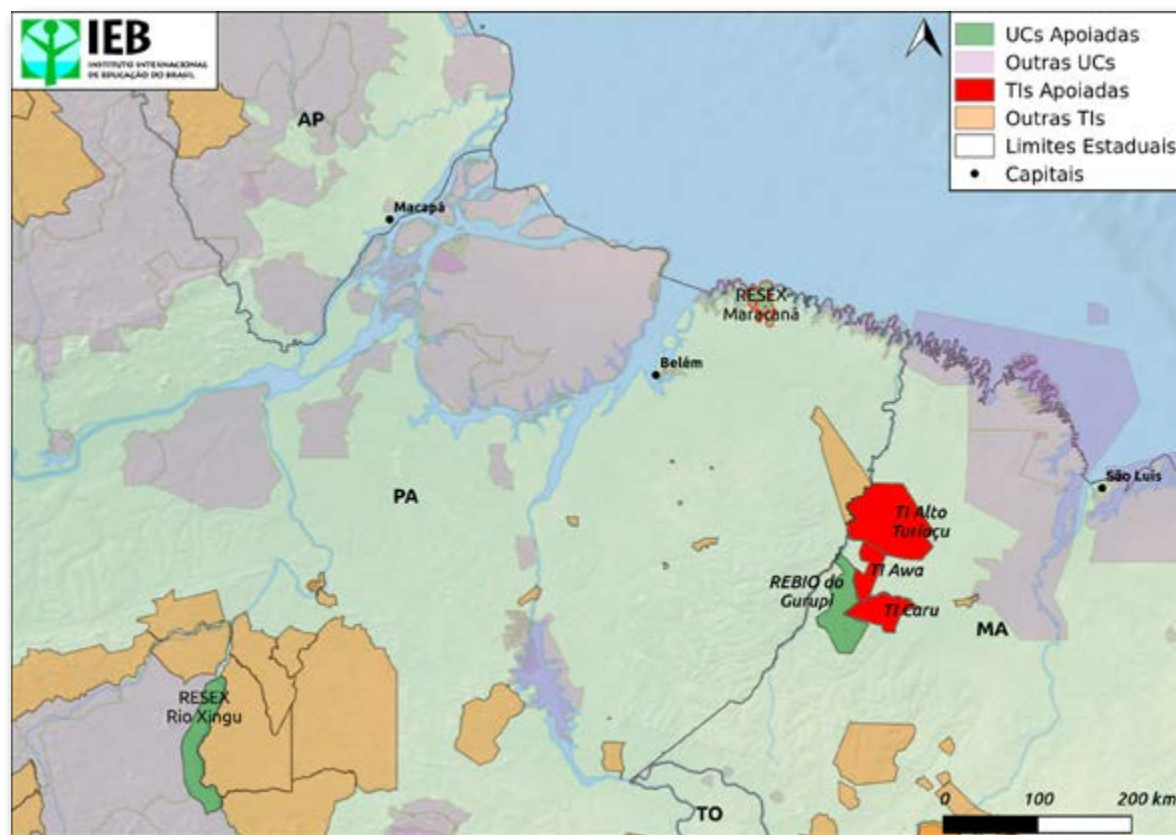 IEB
INSTITUTO INTERNACIONAL
DE EDUCAÇÃO DO BRASIL
UCs Apoiadas
Outras UCs
TIs Apoiadas
Outras TIs
Limites Estaduais
Capitais
AP
Macapá
RESEX
Maracanã
Belém
PA
São Luis
TI Alto
Turiaçu
TI Awa
REBIO do
Gurupi
TI Caru
MA
RESEX
Rio Xingu
TO
0 100 200 km